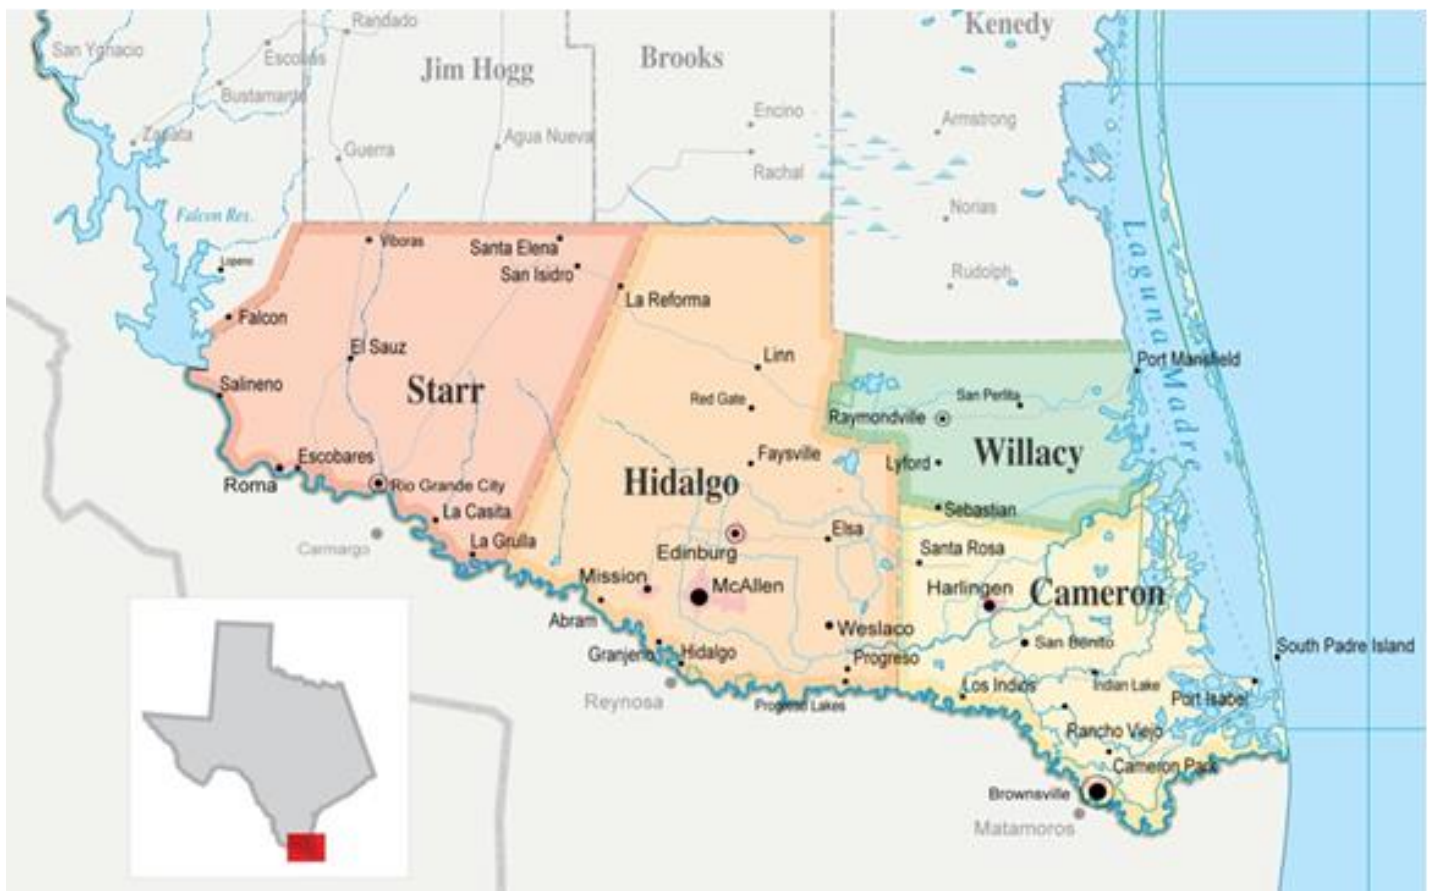 San Ygnacio
Randado
Escobas
Bustamante
Zapata
Jim Hogg
Brooks
Kenedy
Guerra
Agua Nueva
Encino
Rachal
Armstrong
Norias
Rudolph
Falcon Res.
Lopeno
Viboras
Santa Elena
San Isidro
La Reforma
Falcon
El Sauz
Salineno
Starr
Escobares
Roma
Rio Grande City
La Casita
La Grulla
Camargo
Linn
Red Gate
Faysville
Hidalgo
Edinburg
Elsa
Mission
McAllen
Abram
Weslaco
Granjeno
Hidalgo
Progreso
Progreso Lakes
Reynosa
Port Mansfield
San Perlita
Raymondville
Lyford
Willacy
Sebastian
Laguna Madre
Santa Rosa
Harlingen
Cameron
San Benito
South Padre Island
Los Indios
Indian Lake
Port Isabel
Rancho Viejo
Cameron Park
Brownsville
Matamoros